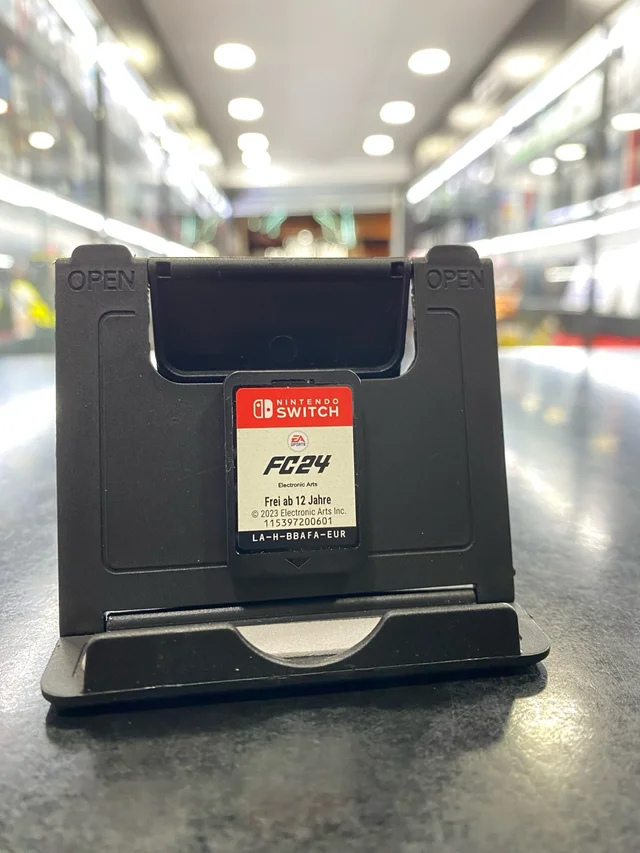 OPEN
OPEN
NINTENDO
SWITCH
EA
SPORTS
FC24
Electronic Arts
Frei ab 12 Jahre
© 2023 Electronic Arts Inc.
115397200601
LA-H-BBAFA-EUR